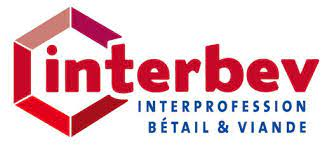 interbev
INTERPROFESSION
BÉTAIL & VIANDE